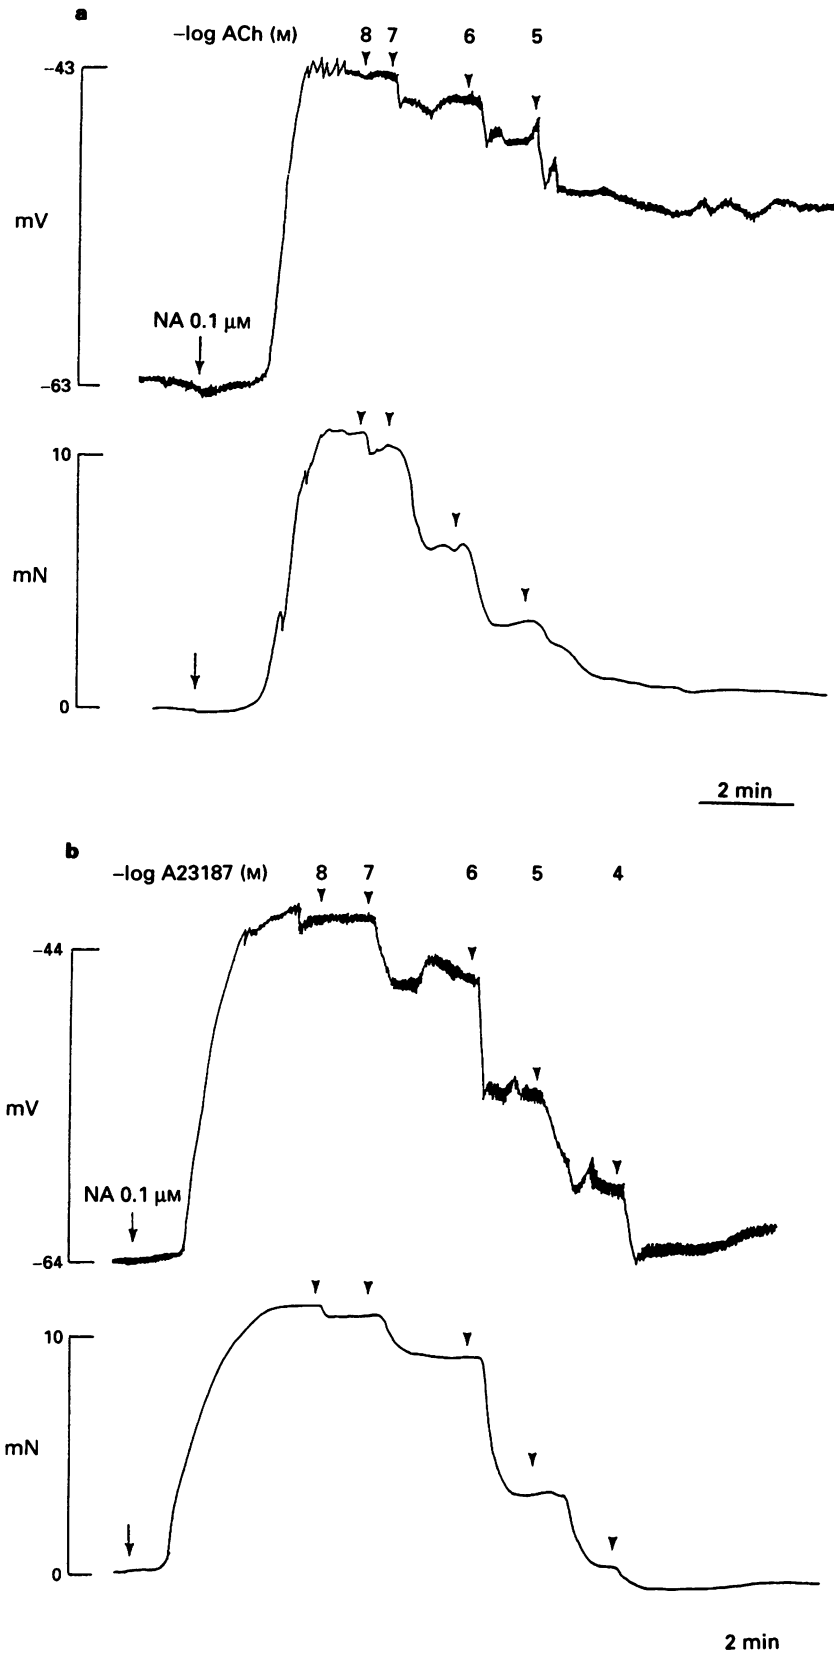 a
–log ACh (M) 8 7 6 5
–43
mV
NA 0.1 μM
–63
10
mN
0
2 min
b
–log A23187 (M) 8 7 6 5 4
–44
mV
NA 0.1 μM
–64
10
mN
0
2 min